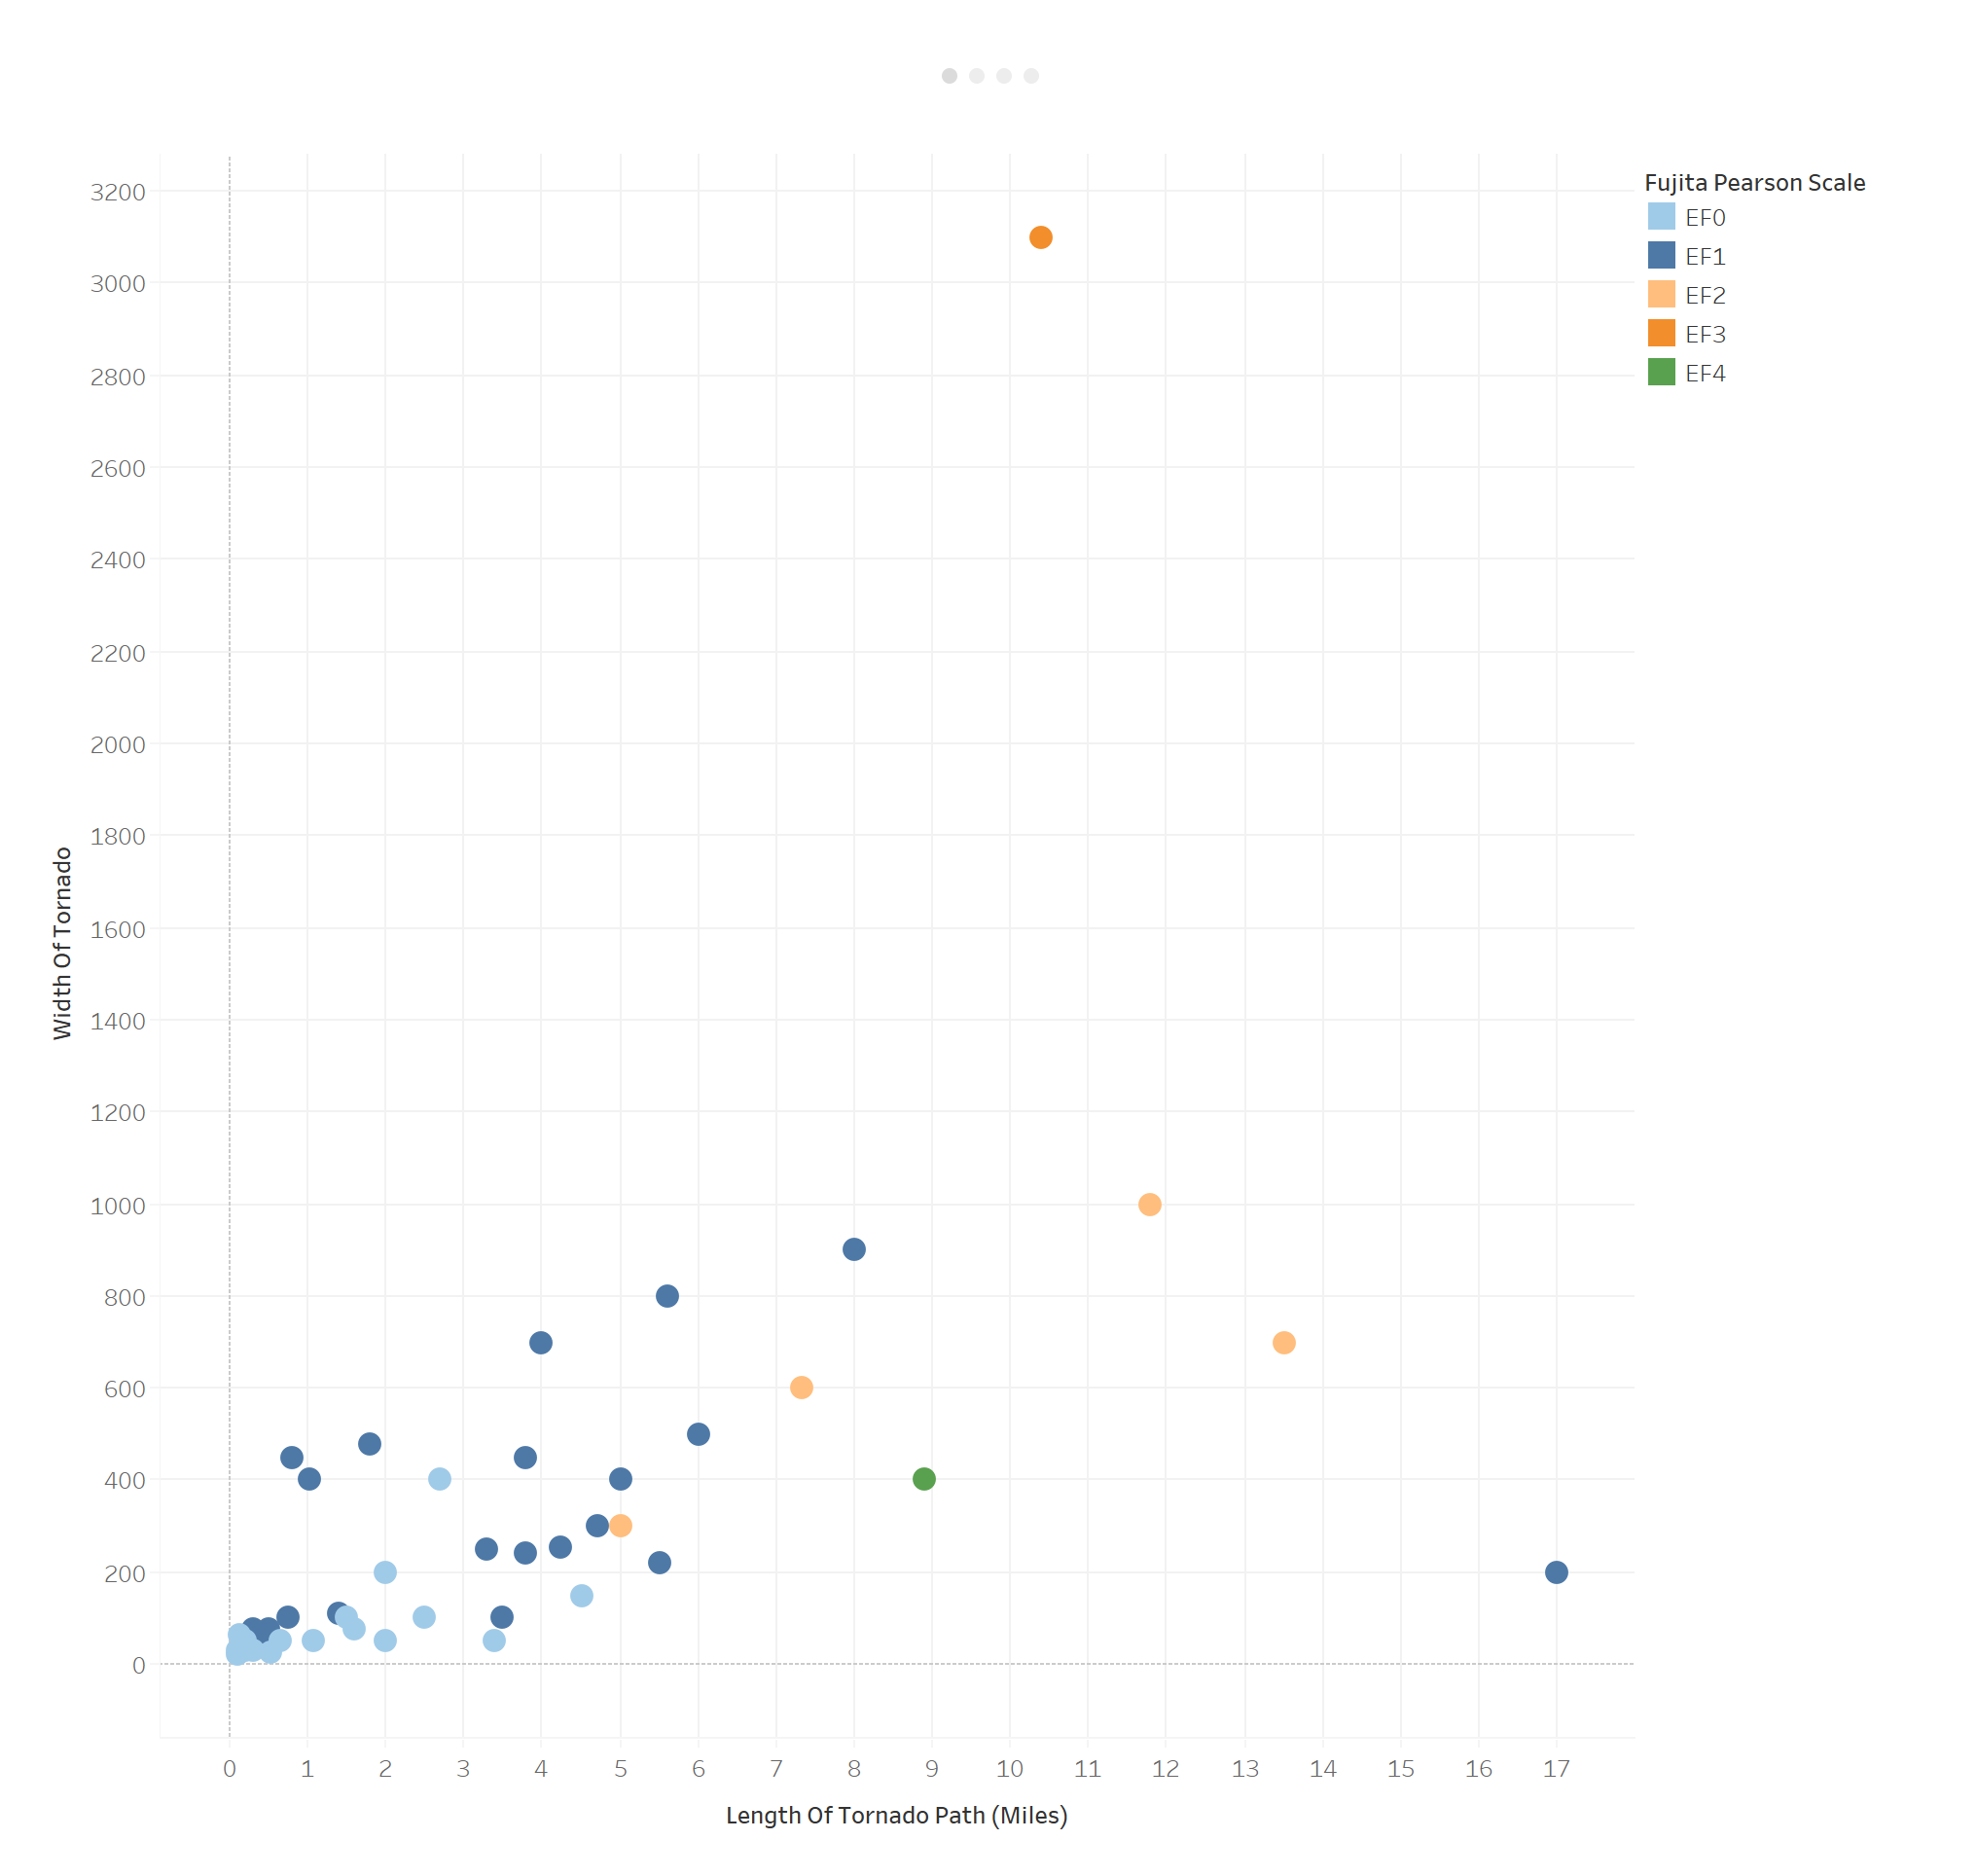 Fujita Pearson Scale
EF0
EF1
EF2
EF3
EF4
Width Of Tornado
3200
3000
2800
2600
2400
2200
2000
1800
1600
1400
1200
1000
800
600
400
200
0
0 1 2 3 4 5 6 7 8 9 10 11 12 13 14 15 16 17
Length Of Tornado Path (Miles)